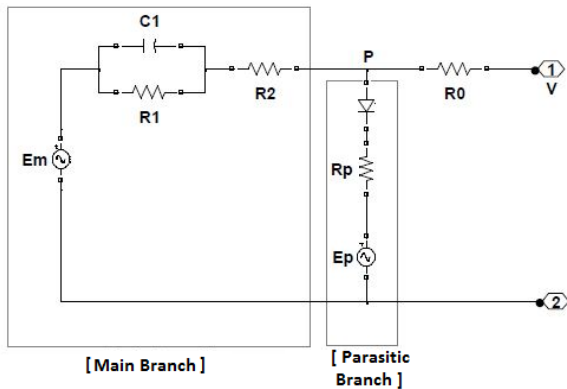 C1
R1
R2
P
R0
1
V
Em
Rp
Ep
2
[ Main Branch ]
[ Parasitic
Branch ]